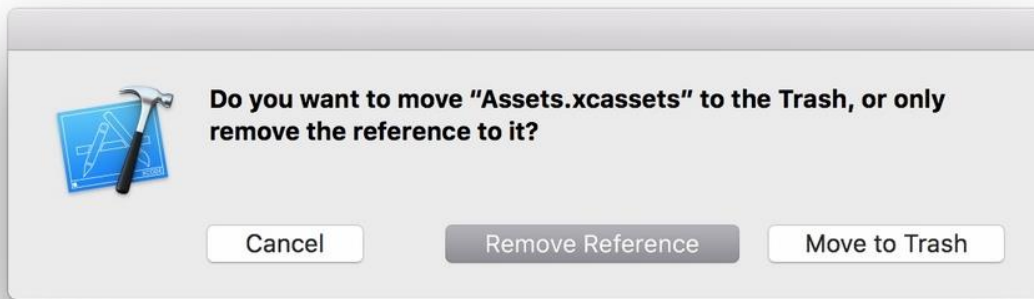 Do you want to move “Assets.xcassets” to the Trash, or only
remove the reference to it?
Cancel
Remove Reference
Move to Trash